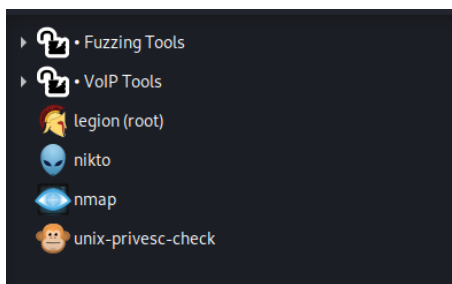 • Fuzzing Tools
• VoIP Tools
legion (root)
nikto
nmap
unix-privesc-check